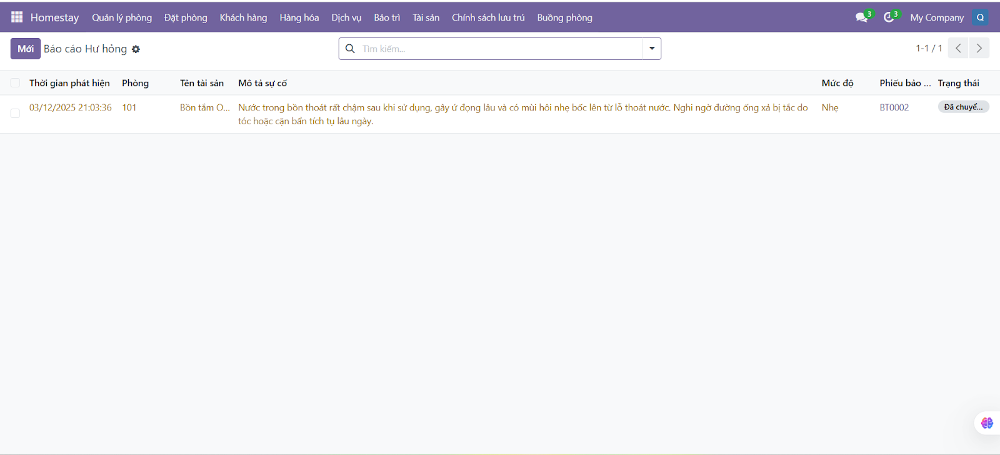 Homestay Quản lý phòng Đặt phòng Khách hàng Hàng hóa Dịch vụ Bảo trì Tài sản Chính sách lưu trú Buồng phòng 3 3 My Company Q
Mới Báo cáo Hư hỏng Tìm kiếm... 1-1 / 1
Thời gian phát hiện Phòng Tên tài sản Mô tả sự cố Mức độ Phiếu bảo ... Trạng thái
03/12/2025 21:03:36 101 Bồn tắm O... Nước trong bồn thoát rất chậm sau khi sử dụng, gây ứ đọng lâu và có mùi hôi nhẹ bốc lên từ lỗ thoát nước. Nghi ngờ đường ống xả bị tắc do Nhẹ BT0002 Đã chuyể...
tóc hoặc cặn bẩn tích tụ lâu ngày.